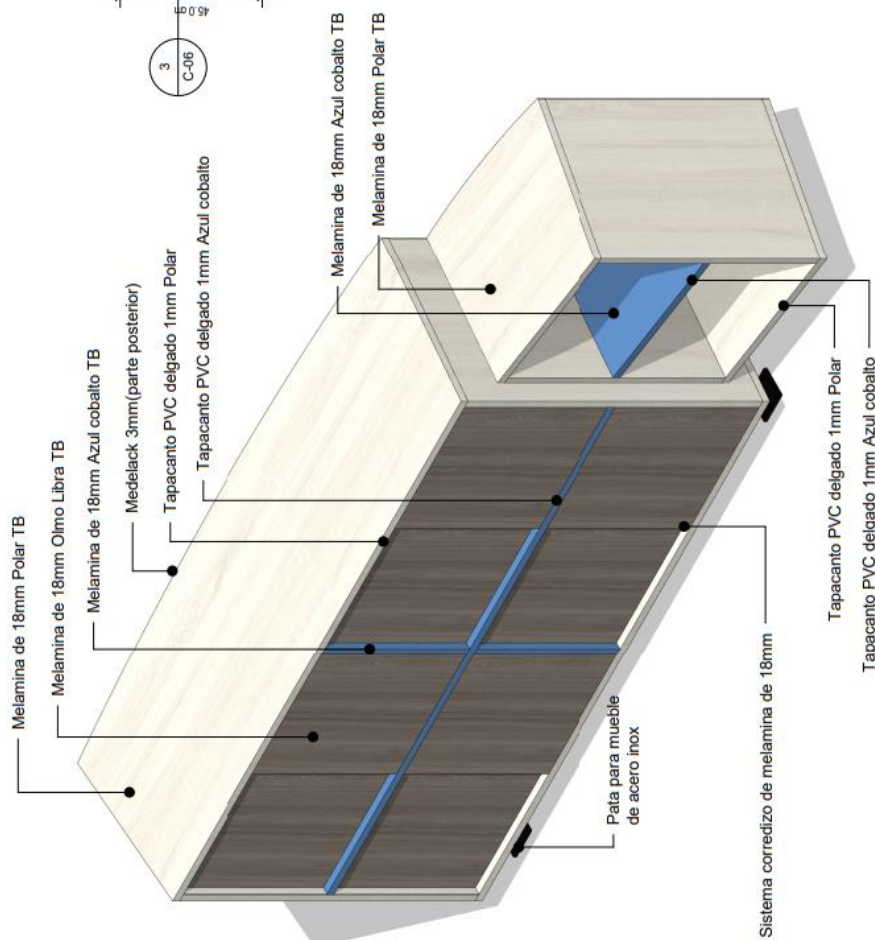 Melamina de 18mm Polar TB
Melamina de 18mm Olmo Libra TB
Melamina de 18mm Azul cobalto TB
Medelack 3mm(parte posterior)
Tapacanto PVC delgado 1mm Polar
Tapacanto PVC delgado 1mm Azul cobalto
3
C-06
45.0
Melamina de 18mm Azul cobalto TB
Melamina de 18mm Polar TB
Pata para mueble
de acero inox
Sistema corredizo de melamina de 18mm
Tapacanto PVC delgado 1mm Polar
Tapacanto PVC delgado 1mm Azul cobalto